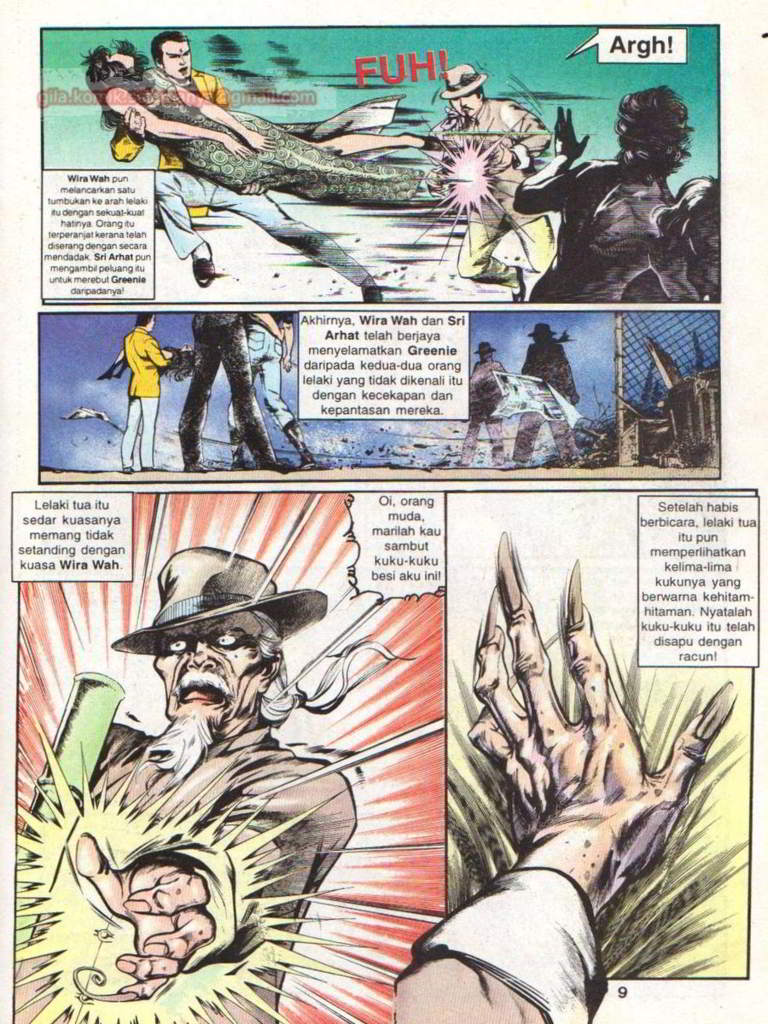 FUH!
Argh!
Wira Wah pun
melancarkan satu
tumbukan ke arah lelaki
itu dengan sekuat-kuat
hatinya. Orang itu
terperanjat kerana telah
diserang dengan secara
mendadak. Sri Arhat pun
mengambil peluang itu
untuk merebut Greenie
daripadanya!
Akhirnya, Wira Wah dan Sri
Arhat telah berjaya
menyelamatkan Greenie
daripada kedua-dua orang
lelaki yang tidak dikenali itu
dengan kecekapan dan
kepantasan mereka.
Lelaki tua itu
sedar kuasanya
memang tidak
setanding dengan
kuasa Wira Wah.
Oi, orang
muda,
marilah kau
sambut
kuku-kuku
besi aku ini!
Setelah habis
berbicara, lelaki tua
itu pun
memperlihatkan
kelima-lima
kukunya yang
berwarna kehitam-
hitaman. Nyatalah
kuku-kuku itu telah
disapu dengan
racun!
9